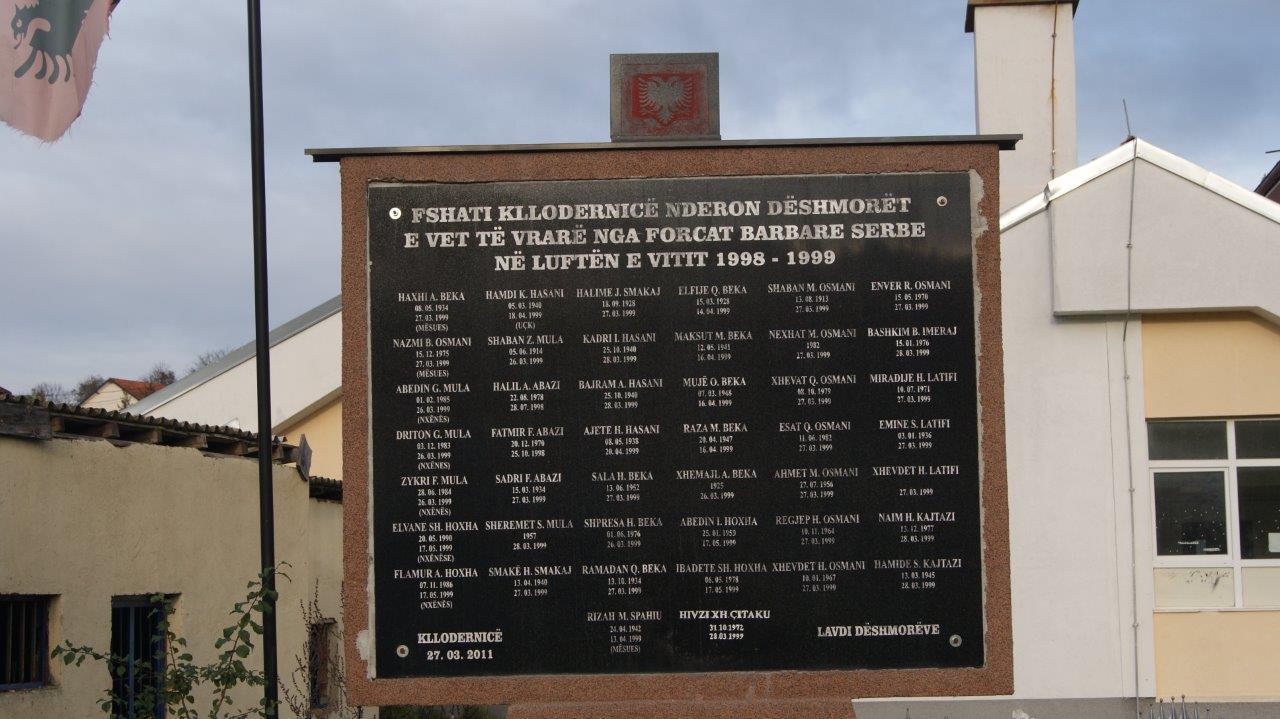 FSHATI KLLODERNICË NDERON DËSHMORËT
E VET TË VRARË NGA FORCAT BARBARE SERBE
NË LUFTËN E VITIT 1998 - 1999
HAXHI A. BEKA
08. 05. 1934
27. 03. 1999
(MËSUES)
NAZMI B. OSMANI
15. 12. 1975
27. 03. 1999
(MËSUES)
ABEDIN G. MULA
01. 02. 1985
26. 03. 1999
(NXËNËS)
DRITON G. MULA
03. 12. 1983
26. 03. 1999
(NXËNËS)
ZYKRI F. MULA
28. 06. 1984
26. 03. 1999
(NXËNËS)
ELVANE SH. HOXHA
20. 05. 1990
17. 05. 1999
(NXËNËSE)
FLAMUR A. HOXHA
07. 11. 1986
17. 05. 1999
(NXËNËS)
HAMDI K. HASANI
05. 03. 1940
18. 04. 1999
(UÇK)
SHABAN Z. MULA
05. 06. 1914
26. 03. 1999
HALIL A. ABAZI
22. 08. 1978
28. 07. 1998
FATMIR F. ABAZI
20. 12. 1970
25. 10. 1998
SADRI F. ABAZI
15. 03. 1934
27. 03. 1999
SHEREMET S. MULA
1957
28. 03. 1999
SMAKË H. SMAKAJ
13. 04. 1940
27. 03. 1999
HALIME J. SMAKAJ
18. 09. 1928
27. 03. 1999
KADRI I. HASANI
25. 10. 1940
28. 03. 1999
BAJRAM A. HASANI
25. 10. 1940
28. 03. 1999
AJETE H. HASANI
08. 05. 1938
20. 04. 1999
SALA H. BEKA
13. 06. 1952
27. 03. 1999
SHPRESA H. BEKA
01. 06. 1976
26. 03. 1999
RAMADAN Q. BEKA
13. 10. 1934
27. 03. 1999
ELFIJE Q. BEKA
15. 03. 1928
14. 04. 1999
MAKSUT M. BEKA
12. 05. 1941
16. 04. 1999
MUJË O. BEKA
07. 03. 1948
16. 04. 1999
RAZA M. BEKA
20. 04. 1947
16. 04. 1999
XHEMAJL A. BEKA
1925
26. 03. 1999
ABEDIN I. HOXHA
25. 01. 1953
17. 05. 1999
IBADETE SH. HOXHA
06. 05. 1978
17. 05. 1999
SHABAN M. OSMANI
13. 08. 1913
27. 03. 1999
NEXHAT M. OSMANI
1982
27. 03. 1999
XHEVAT Q. OSMANI
08. 10. 1979
27. 03. 1999
ESAT Q. OSMANI
11. 06. 1982
27. 03. 1999
AHMET M. OSMANI
27. 07. 1956
27. 03. 1999
REGJEP H. OSMANI
10. 11. 1964
27. 03. 1999
XHEVDET H. OSMANI
10. 01. 1967
27. 03. 1999
ENVER R. OSMANI
15. 05. 1970
27. 03. 1999
BASHKIM B. IMERAJ
15. 01. 1976
28. 03. 1999
MIRADIJE H. LATIFI
10. 07. 1971
27. 03. 1999
EMINE S. LATIFI
03. 01. 1936
27. 03. 1999
XHEVDET H. LATIFI
27. 03. 1999
NAIM H. KAJTAZI
13. 12. 1977
28. 03. 1999
HAMIDE S. KAJTAZI
13. 03. 1945
28. 03. 1999
RIZAH M. SPAHIU
24. 04. 1942
13. 04. 1999
(MËSUES)
HIVZI XH. ÇITAKU
31. 10. 1972
28. 03. 1999
KLLODERNICË
27. 03. 2011
LAVDI DËSHMORËVE